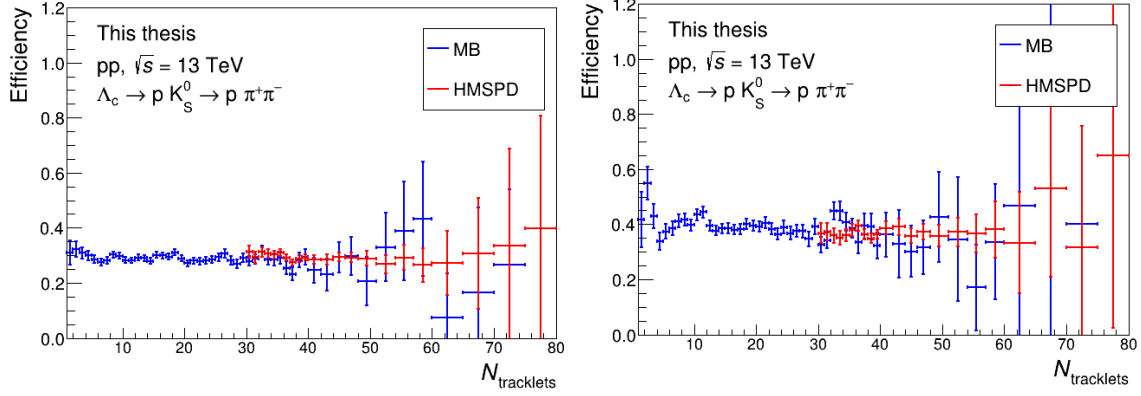 Efficiency
1.2
1.0
0.8
0.6
0.4
0.2
0.0
This thesis
pp, √s = 13 TeV
Λc → p K⁰S → p π⁺π⁻
MB
HMSPD
10 20 30 40 50 60 70 80
Ntracklets
Efficiency
1.2
1.0
0.8
0.6
0.4
0.2
0.0
This thesis
pp, √s = 13 TeV
Λc → p K⁰S → p π⁺π⁻
MB
HMSPD
10 20 30 40 50 60 70 80
Ntracklets